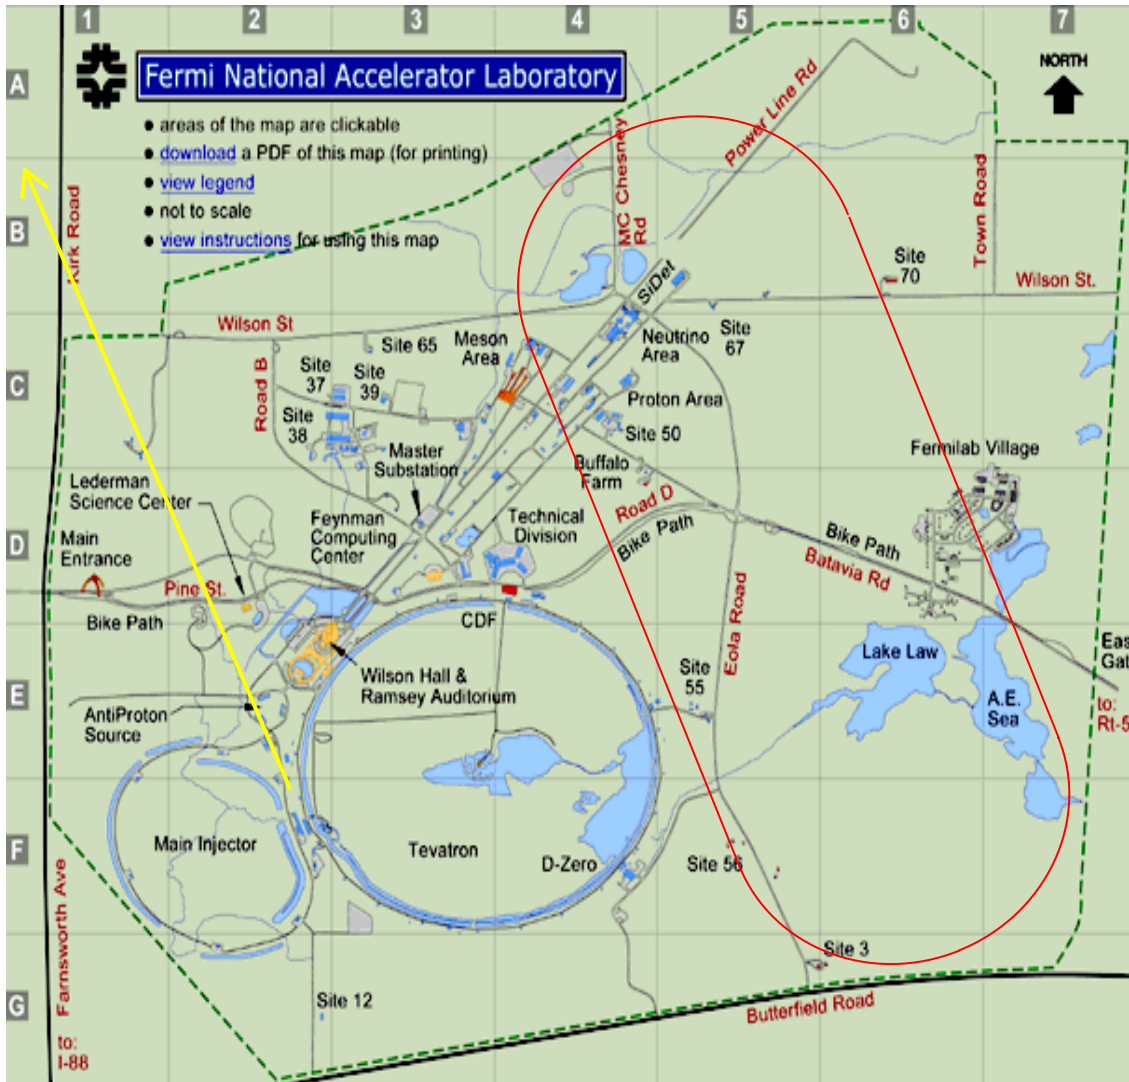 1 2 3 4 5 6 7
A
B
C
D
E
F
G
Fermi National Accelerator Laboratory
NORTH
• areas of the map are clickable
• download a PDF of this map (for printing)
• view legend
• not to scale
• view instructions for using this map
Kirk Road
MC Chesney
Rd
Power Line Rd
Town Road
Site
70
Wilson St.
SiDet
Wilson St
Site 65
Meson
Area
Neutrino
Area
Site
67
Road B
Site
37
Site
39
Site
38
Proton Area
Site 50
Master
Substation
Buffalo
Farm
Fermilab Village
Lederman
Science Center
Feynman
Computing
Center
Technical
Division
Road D
Bike Path
Bike Path
Batavia Rd
Main
Entrance
Pine St.
Bike Path
CDF
Eola Road
Lake Law
A.E.
Sea
Eas
Gat
to:
Rt-5
Wilson Hall &
Ramsey Auditorium
Site
55
AntiProton
Source
Main Injector
Tevatron
D-Zero
Site 56
Farnsworth Ave
to:
I-88
Site 12
Site 3
Butterfield Road